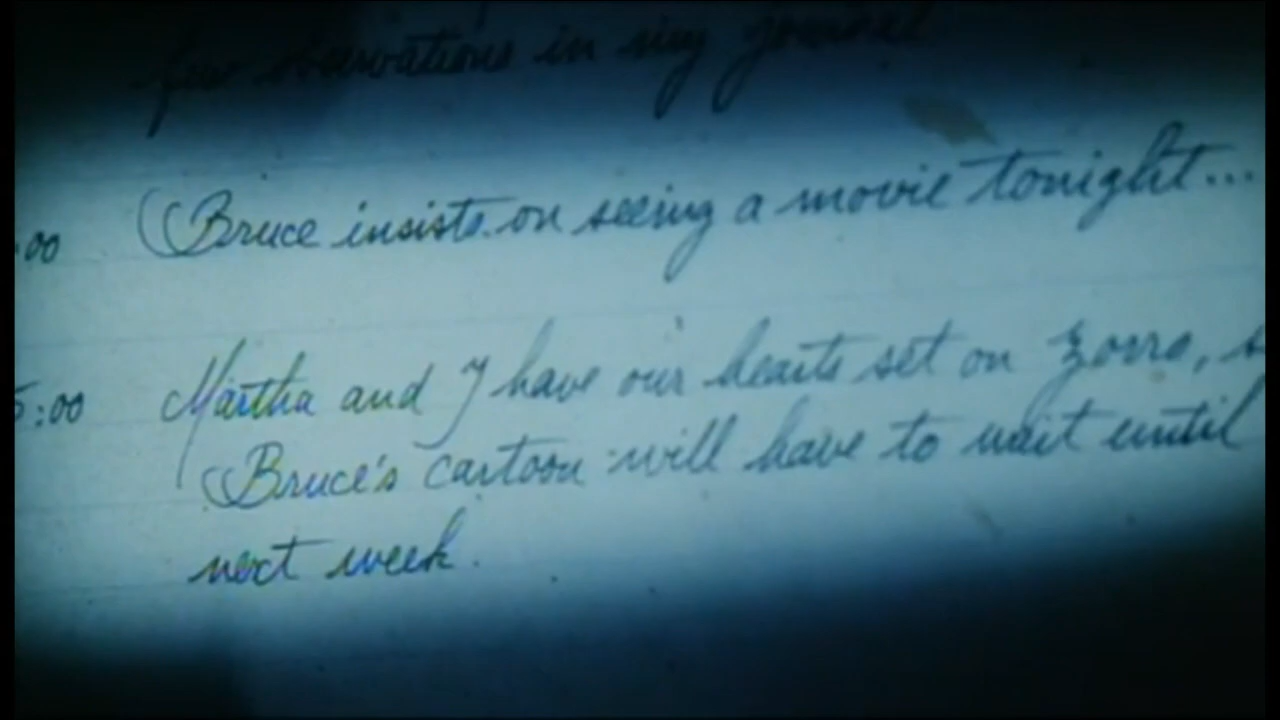 few observations in my journal
:00 (Bruce insists on seeing a movie tonight...
5:00 Martha and I have our hearts set on Zorro, s
Bruce's cartoon will have to wait until
next week.